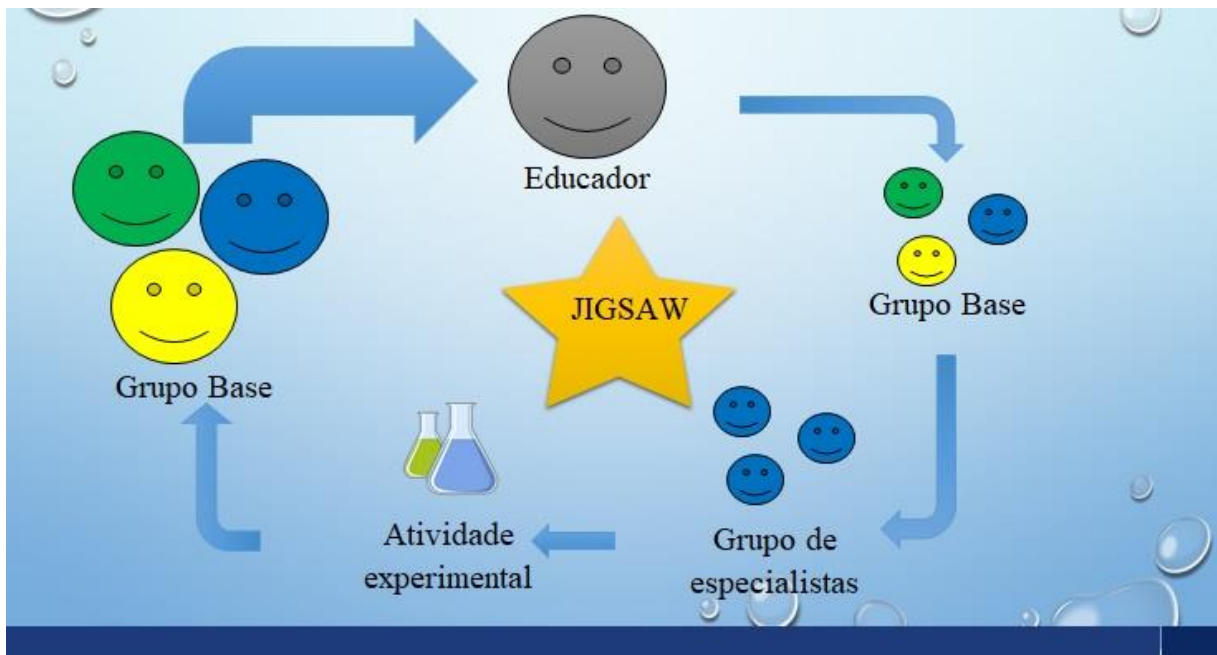 Educador
Grupo Base
JIGSAW
Grupo Base
Atividade
experimental
Grupo de
especialistas